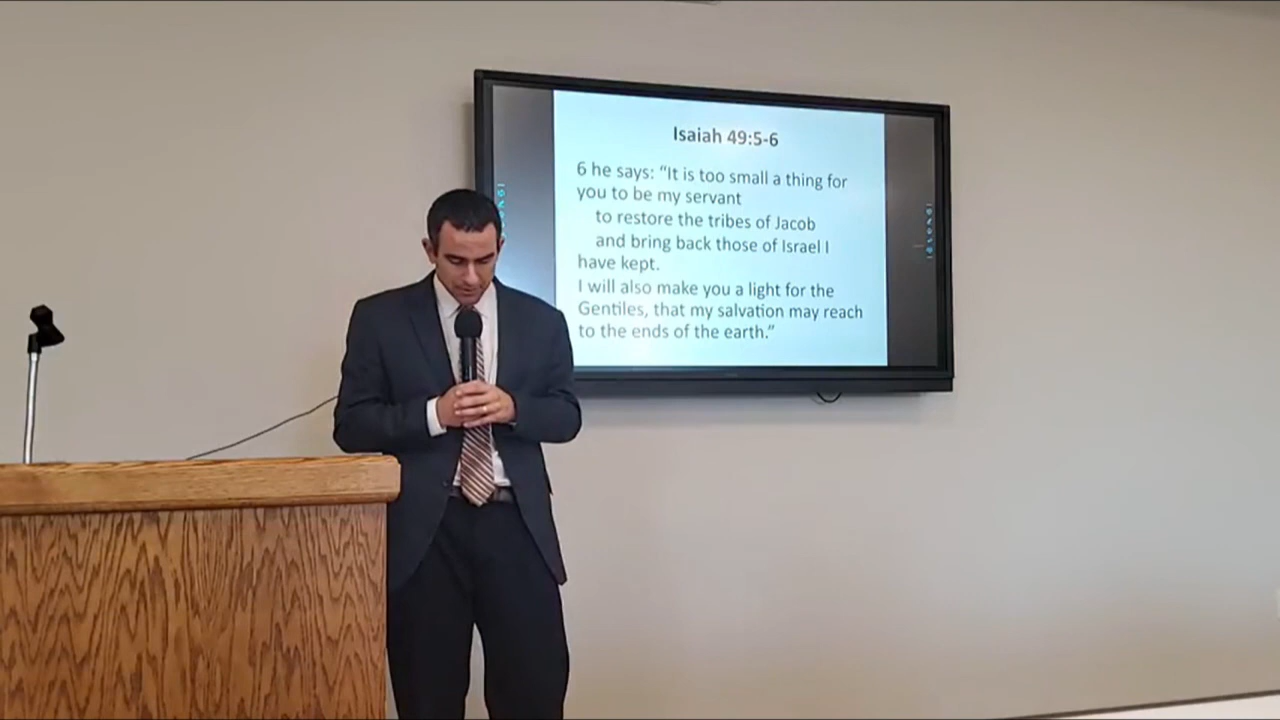 Isaiah 49:5-6
6 he says: “It is too small a thing for
you to be my servant
to restore the tribes of Jacob
and bring back those of Israel I
have kept.
I will also make you a light for the
Gentiles, that my salvation may reach
to the ends of the earth.”